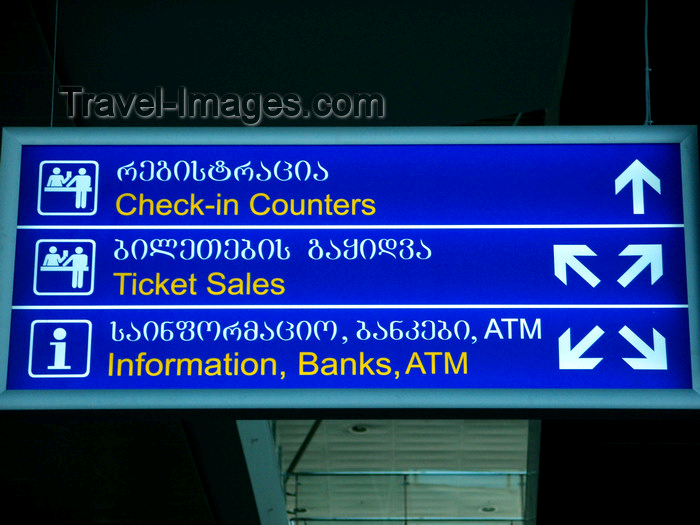 Travel-Images.com
რეგისტრაცია
Check-in Counters
ბილეთების გაყიდვა
Ticket Sales
საინფორმაციო, ბანკები, ATM
Information, Banks, ATM